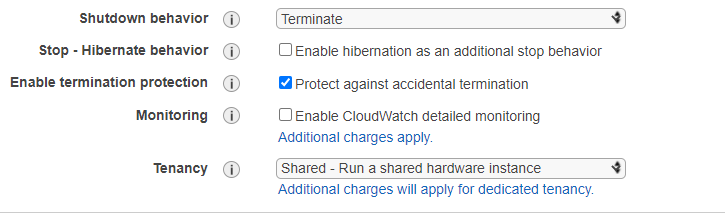 Shutdown behavior i Terminate
Stop - Hibernate behavior i Enable hibernation as an additional stop behavior
Enable termination protection i Protect against accidental termination
Monitoring i Enable CloudWatch detailed monitoring
Additional charges apply.
Tenancy i Shared - Run a shared hardware instance
Additional charges will apply for dedicated tenancy.